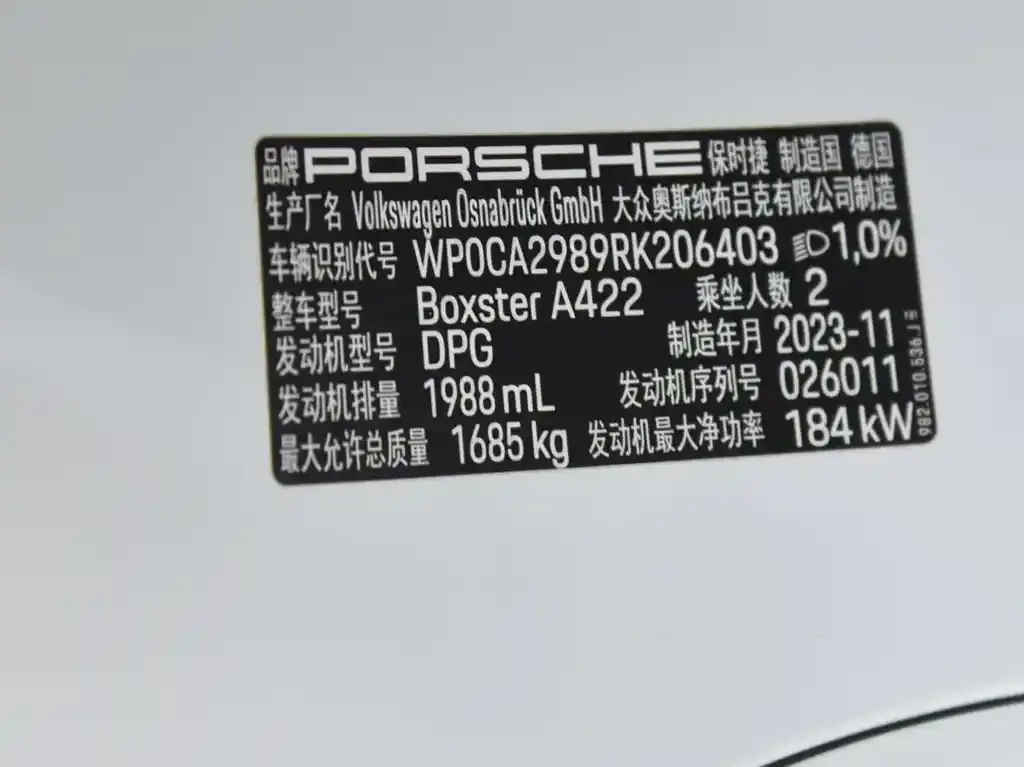 品牌 PORSCHE 保时捷 制造国 德国
生产厂名 Volkswagen Osnabrück GmbH 大众奥斯纳布吕克有限公司制造
车辆识别代号 WP0CA2989RK206403 1,0%
整车型号 Boxster A422 乘坐人数 2
发动机型号 DPG 制造年月 2023-11
发动机排量 1988 mL 发动机序列号 026011
最大允许总质量 1685 kg 发动机最大净功率 184 kW
982.010.536.J